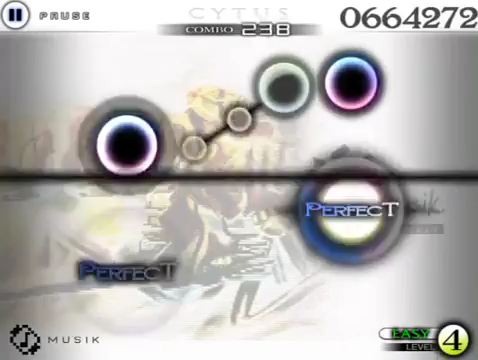 PAUSE
CYTUS
COMBO 238
0664272
PERFECT
PERFECT
MUSIK
EASY
LEVEL 4